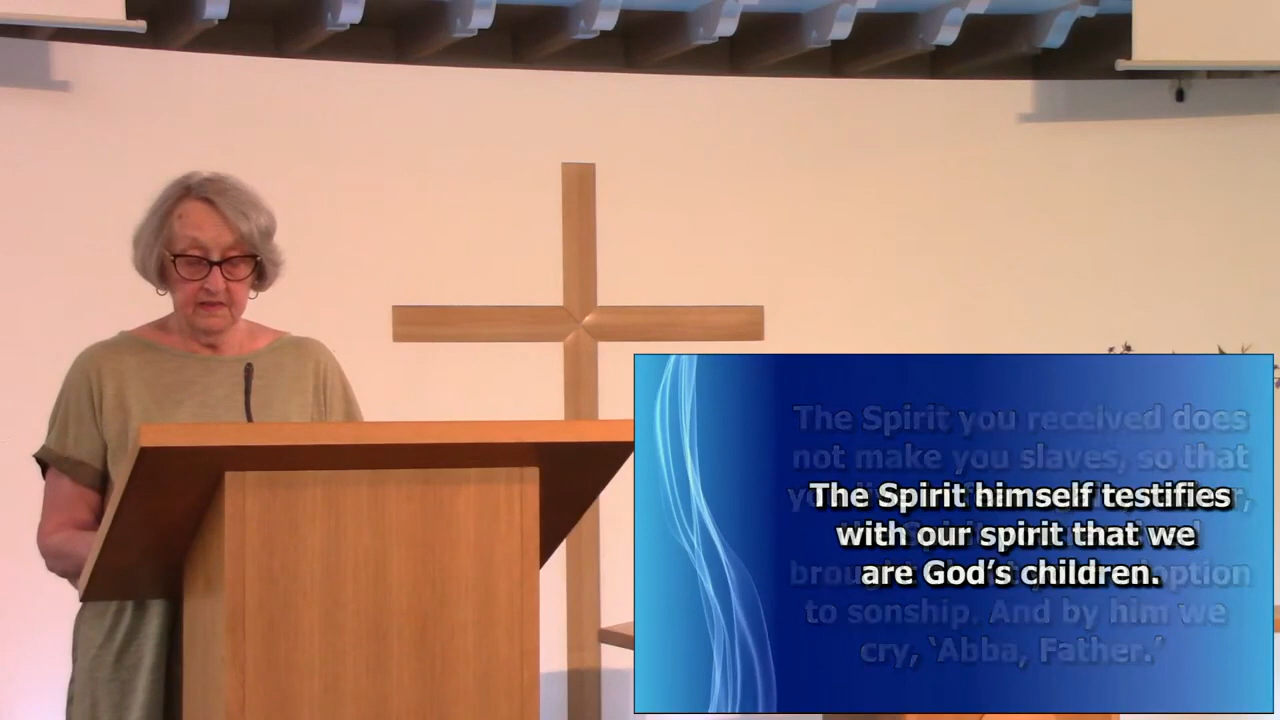 The Spirit you received does
not make you slaves, so that
The Spirit himself testifies
with our spirit that we
are God's children.
to sonship. And by him we
cry, ‘Abba, Father.’